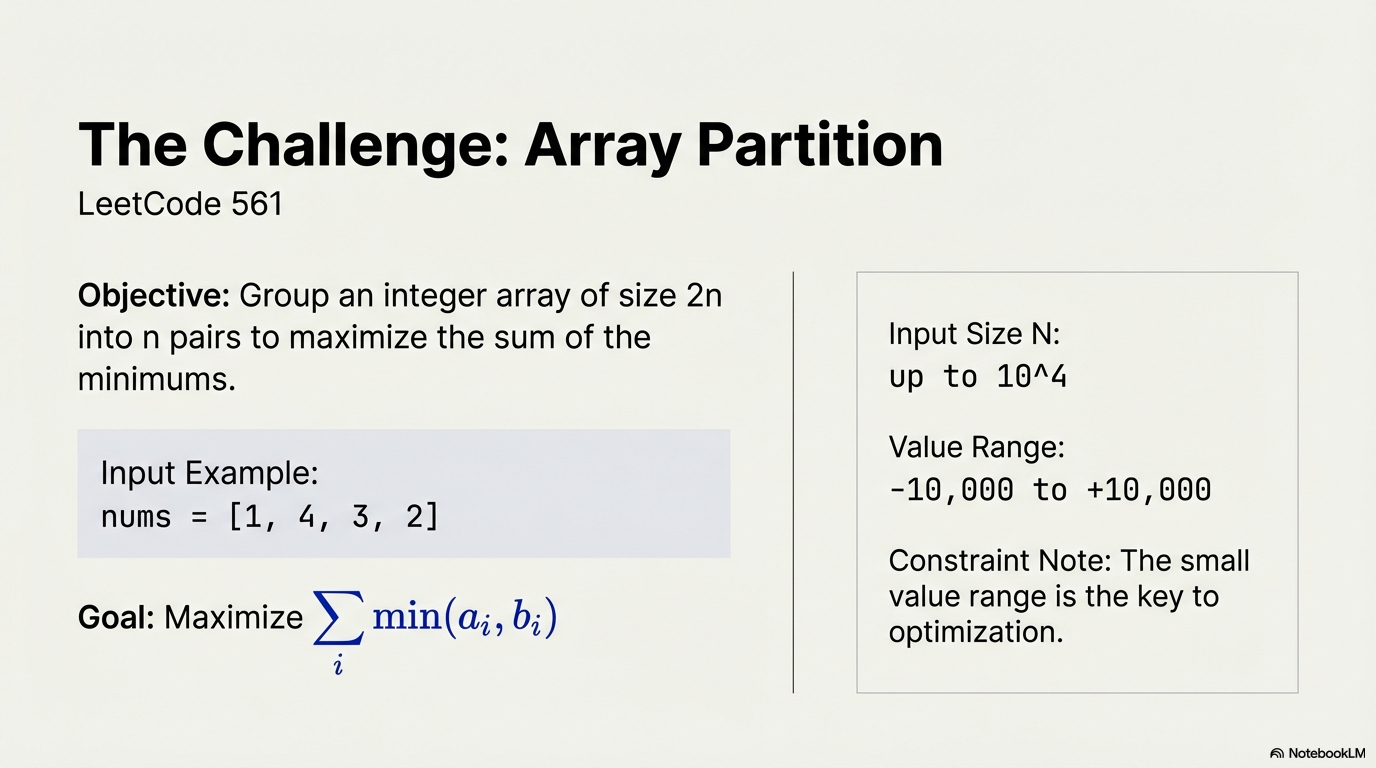 The Challenge: Array Partition
LeetCode 561
Objective: Group an integer array of size 2n
into n pairs to maximize the sum of the
minimums.
Input Example:
nums = [1, 4, 3, 2]
Goal: Maximize ∑ᵢ min(aᵢ, bᵢ)
Input Size N:
up to 10^4
Value Range:
-10,000 to +10,000
Constraint Note: The small
value range is the key to
optimization.
NotebookLM